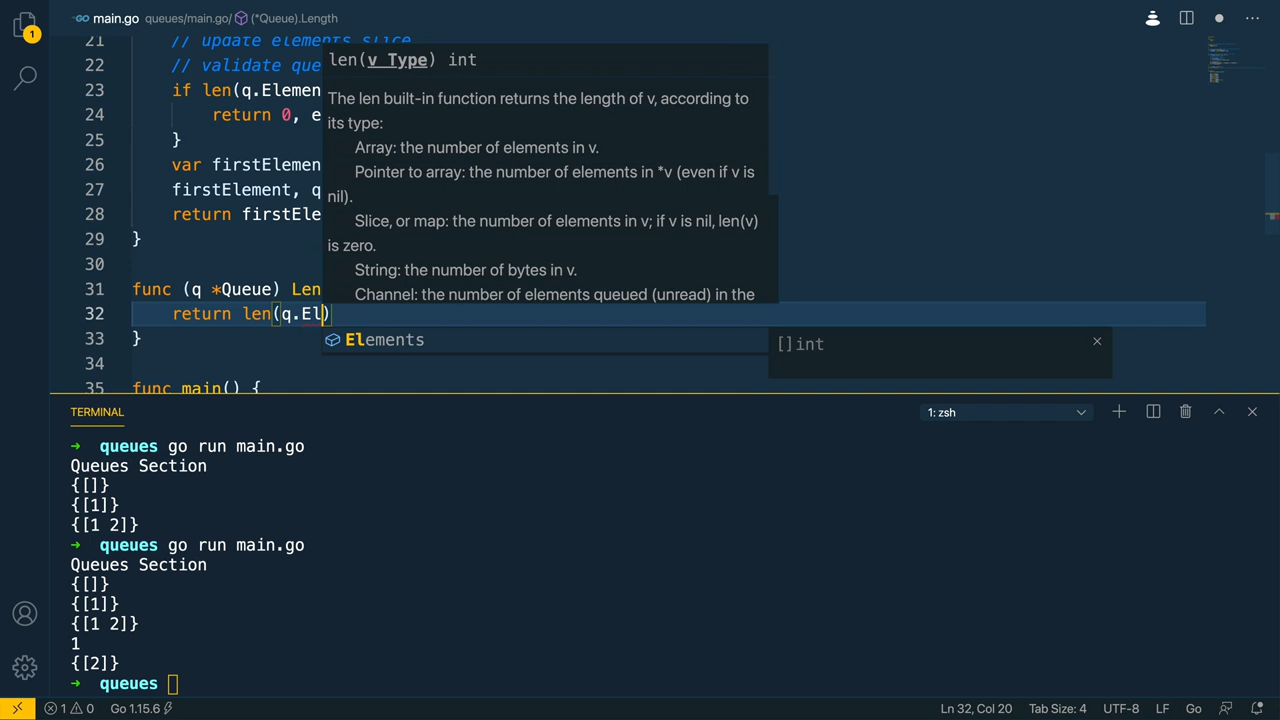 main.go queues/main.go/ (*Queue).Length
1
21 // update elements slice
22 // validate que
23 if len(q.Elemen
24 return 0, e
25 }
26 var firstElement
27 firstElement, q
28 return firstEle
29 }
30
31 func (q *Queue) Len
32 return len(q.El)
33 }
34
35 func main() {
len(v Type) int
The len built-in function returns the length of v, according to
its type:
Array: the number of elements in v.
Pointer to array: the number of elements in *v (even if v is
nil).
Slice, or map: the number of elements in v; if v is nil, len(v)
is zero.
String: the number of bytes in v.
Channel: the number of elements queued (unread) in the
Elements
[]int
TERMINAL
1: zsh
→ queues go run main.go
Queues Section
{[]}
{[1]}
{[1 2]}
→ queues go run main.go
Queues Section
{[]}
{[1]}
{[1 2]}
1
{[2]}
→ queues
1 0 Go 1.15.6 Ln 32, Col 20 Tab Size: 4 UTF-8 LF Go